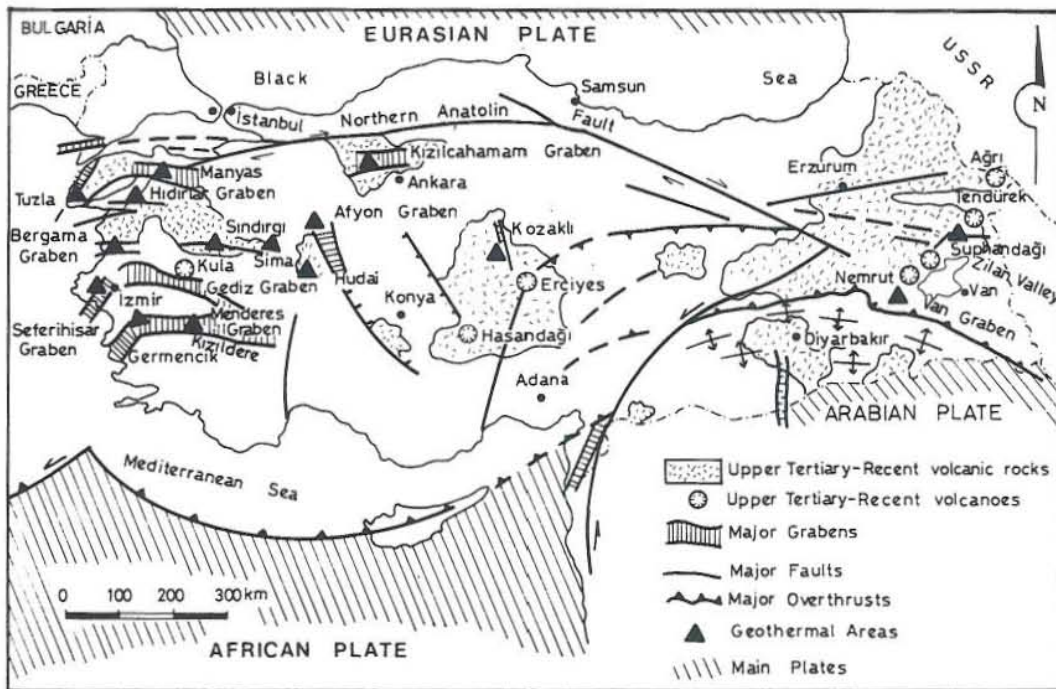 BULGARIA
EURASIAN PLATE
USSR
GREECE
Black Sea
Samsun
İstanbul
Northern Anatolin Fault
N
Kızılcahamam Graben
Ankara
Erzurum
Ağrı
Manyas
Hıdırlar Graben
Tuzla
Tendürek
Afyon Graben
Kozaklı
Sındırgı
Bergama Graben
Sima
Suphandağı
Kula
Hudai
Zilan Valley
Gediz Graben
Erciyes
Nemrut
Van
İzmir
Konya
Van Graben
Menderes Graben
Seferihisar Graben
Kızıldere
Hasandağı
Diyarbakır
Germencik
Adana
ARABIAN PLATE
Mediterranean Sea
Upper Tertiary-Recent volcanic rocks
Upper Tertiary-Recent volcanoes
Major Grabens
Major Faults
0 100 200 300 km
Major Overthrusts
Geothermal Areas
AFRICAN PLATE
Main Plates